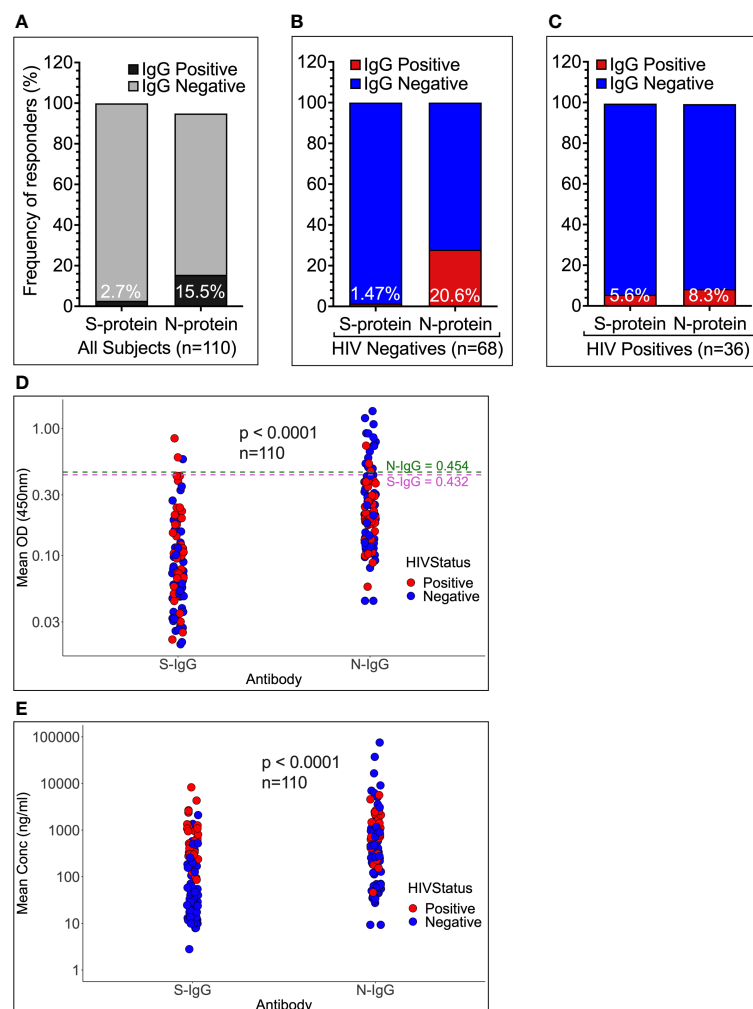 A
Frequency of responders (%)
120
100
80
60
40
20
0
IgG Positive
IgG Negative
2.7%
15.5%
S-protein N-protein
All Subjects (n=110)
B
120
100
80
60
40
20
0
IgG Positive
IgG Negative
1.47%
20.6%
S-protein N-protein
HIV Negatives (n=68)
C
120
100
80
60
40
20
0
IgG Positive
IgG Negative
5.6%
8.3%
S-protein N-protein
HIV Positives (n=36)
D
Mean OD (450nm)
1.00
0.30
0.10
0.03
p < 0.0001
n=110
N-IgG = 0.454
S-IgG = 0.432
HIVStatus
Positive
Negative
S-IgG N-IgG
Antibody
E
Mean Conc (ng/ml)
100000
10000
1000
100
10
1
p < 0.0001
n=110
HIVStatus
Positive
Negative
S-IgG N-IgG
Antibody